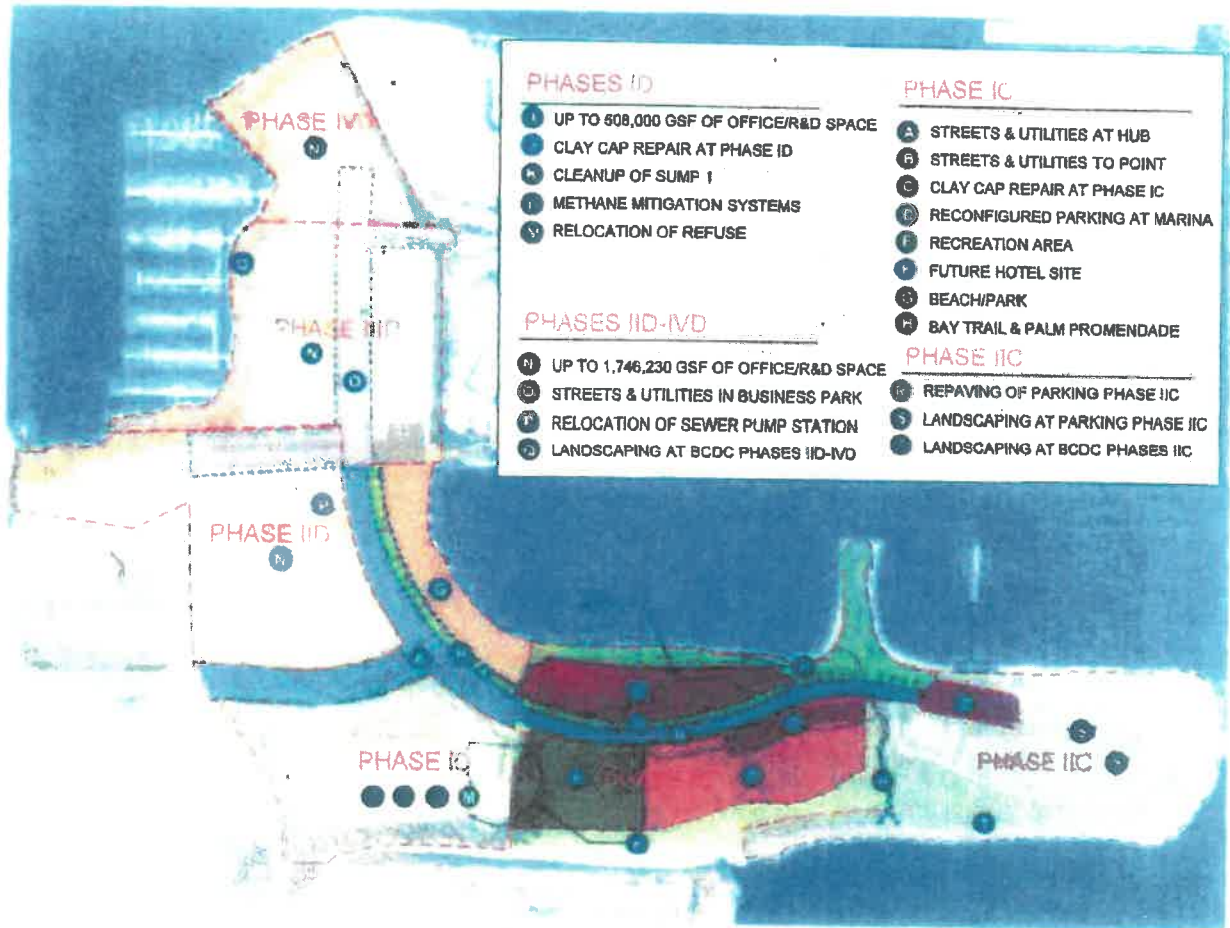 PHASES ID
UP TO 508,000 GSF OF OFFICE/R&D SPACE
CLAY CAP REPAIR AT PHASE ID
K CLEANUP OF SUMP 1
METHANE MITIGATION SYSTEMS
M RELOCATION OF REFUSE
PHASES IID-IVD
N UP TO 1,746,230 GSF OF OFFICE/R&D SPACE
O STREETS & UTILITIES IN BUSINESS PARK
P RELOCATION OF SEWER PUMP STATION
Q LANDSCAPING AT BCDC PHASES IID-IVD
PHASE IC
A STREETS & UTILITIES AT HUB
B STREETS & UTILITIES TO POINT
C CLAY CAP REPAIR AT PHASE IC
D RECONFIGURED PARKING AT MARINA
E RECREATION AREA
F FUTURE HOTEL SITE
G BEACH/PARK
H BAY TRAIL & PALM PROMENDADE
PHASE IIC
R REPAVING OF PARKING PHASE IIC
S LANDSCAPING AT PARKING PHASE IIC
LANDSCAPING AT BCDC PHASES IIC
PHASE
N
PHASE
N
O
P
PHASE IID
N
PHASE
M
PHASE IIC